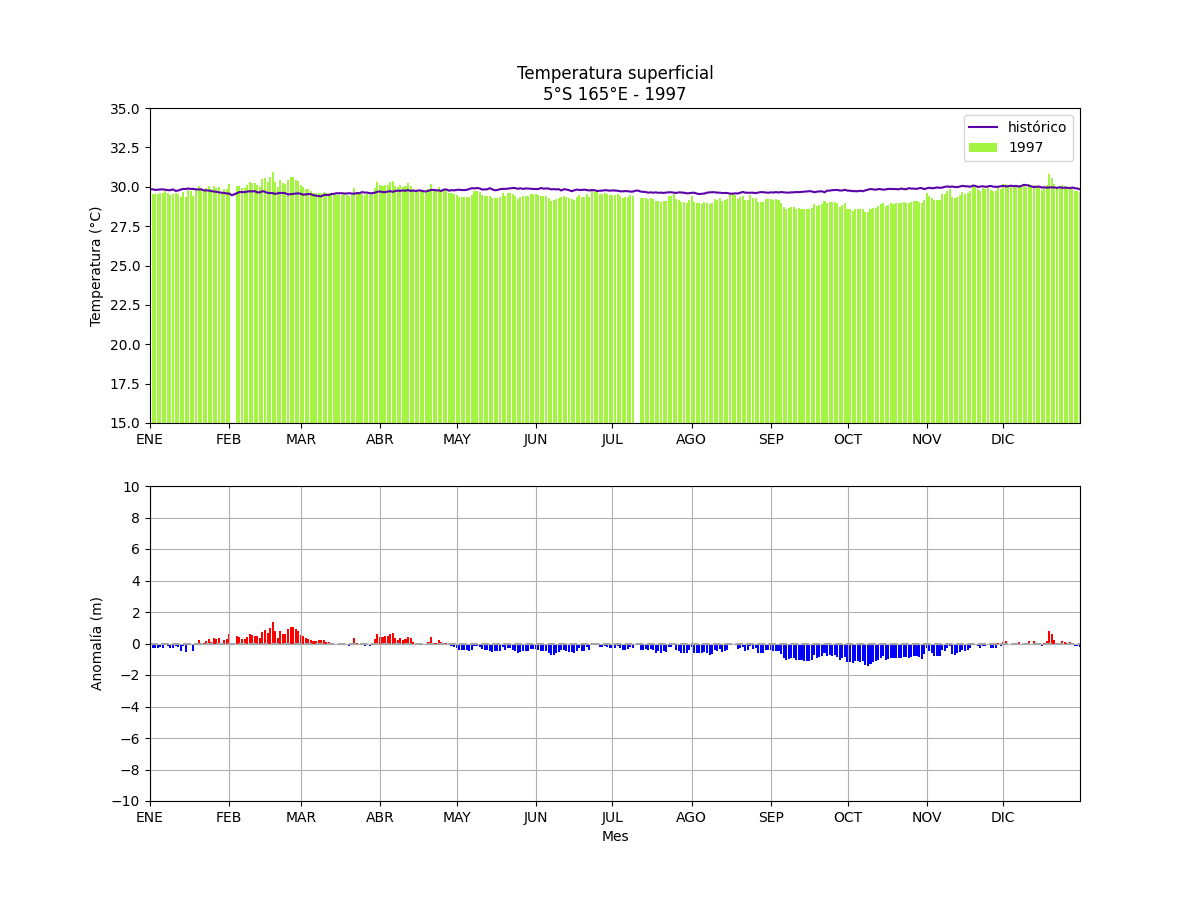 Temperatura superficial
5°S 165°E - 1997
histórico
1997
Temperatura (°C)
35.0
32.5
30.0
27.5
25.0
22.5
20.0
17.5
15.0
ENE FEB MAR ABR MAY JUN JUL AGO SEP OCT NOV DIC
Anomalía (m)
10
8
6
4
2
0
−2
−4
−6
−8
−10
ENE FEB MAR ABR MAY JUN JUL AGO SEP OCT NOV DIC
Mes